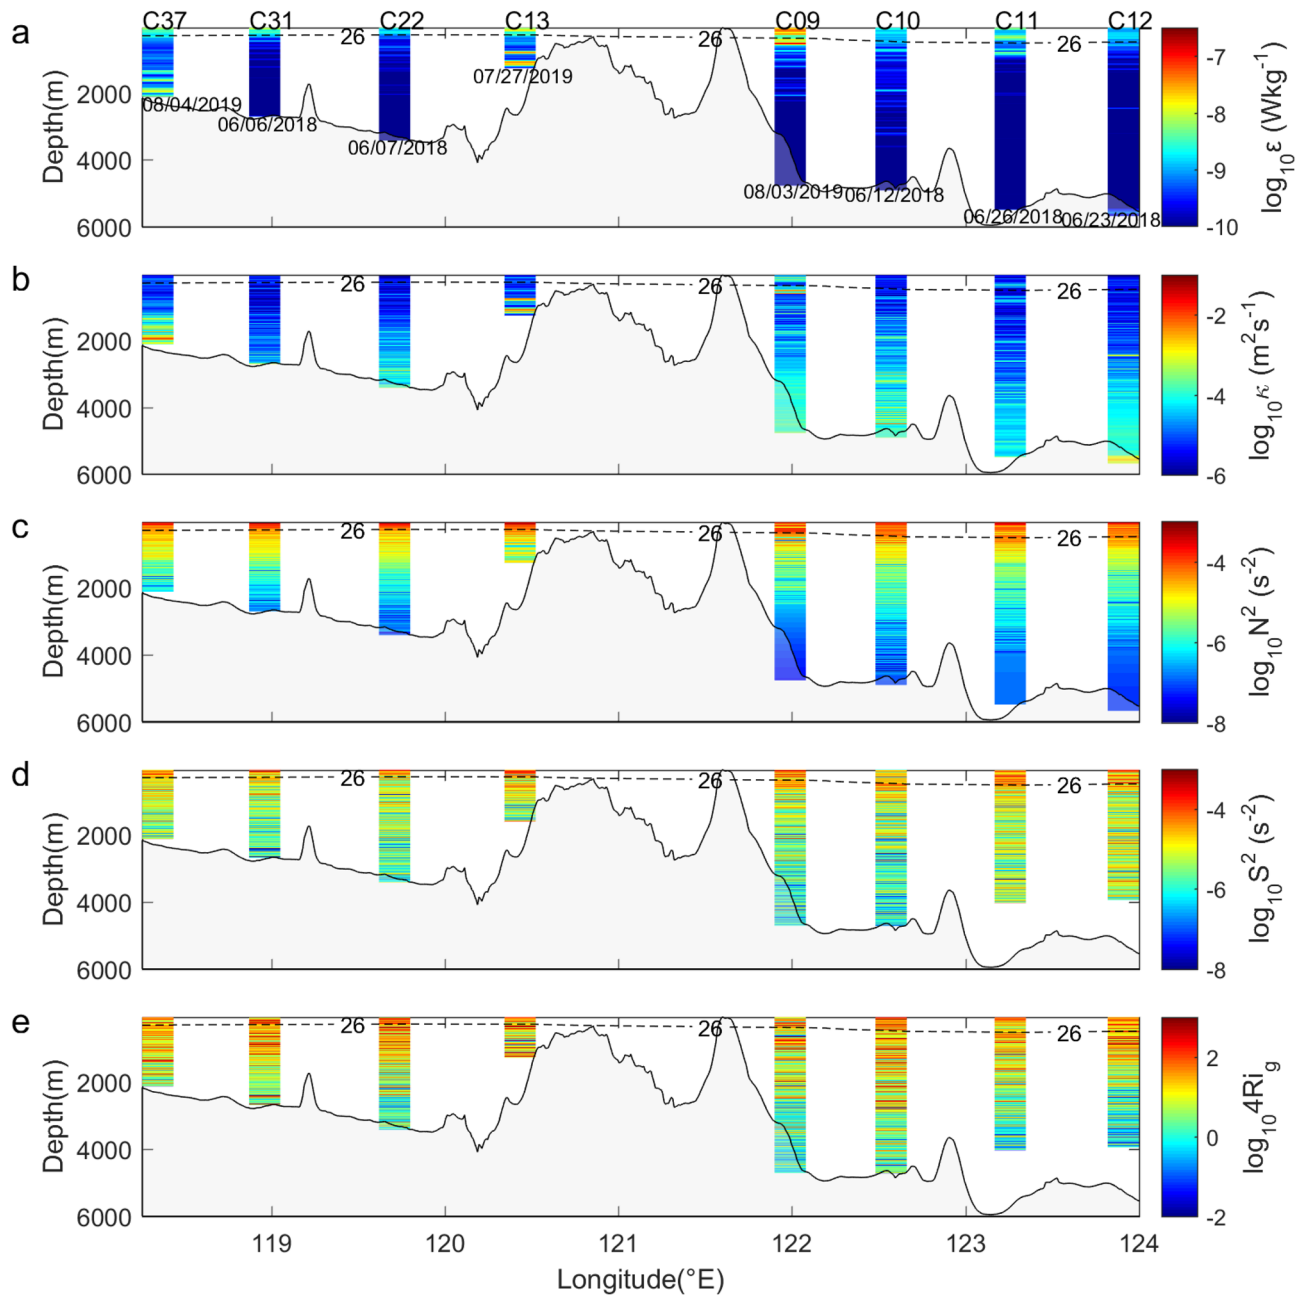 a
C37 C31 C22 C13 C09 C10 C11 C12
26 26 26
08/04/2019 06/06/2018 06/07/2018 07/27/2019 08/03/2019 06/12/2018 06/26/2018 06/23/2018
2000
4000
6000
Depth(m)
-7
-8
-9
-10
log10ε (Wkg-1)
b
26 26 26
2000
4000
6000
Depth(m)
-2
-4
-6
log10κ (m2s-1)
c
26 26 26
2000
4000
6000
Depth(m)
-4
-6
-8
log10N2 (s-2)
d
26 26 26
2000
4000
6000
Depth(m)
-4
-6
-8
log10S2 (s-2)
e
26 26 26
2000
4000
6000
Depth(m)
2
0
-2
log104Rig
119 120 121 122 123 124
Longitude(°E)